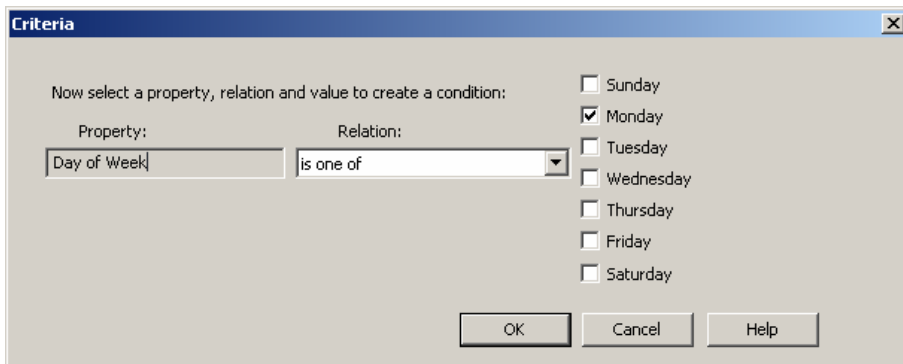 Criteria
Now select a property, relation and value to create a condition:
Property:
Relation:
Day of Week
is one of
Sunday
Monday
Tuesday
Wednesday
Thursday
Friday
Saturday
OK
Cancel
Help